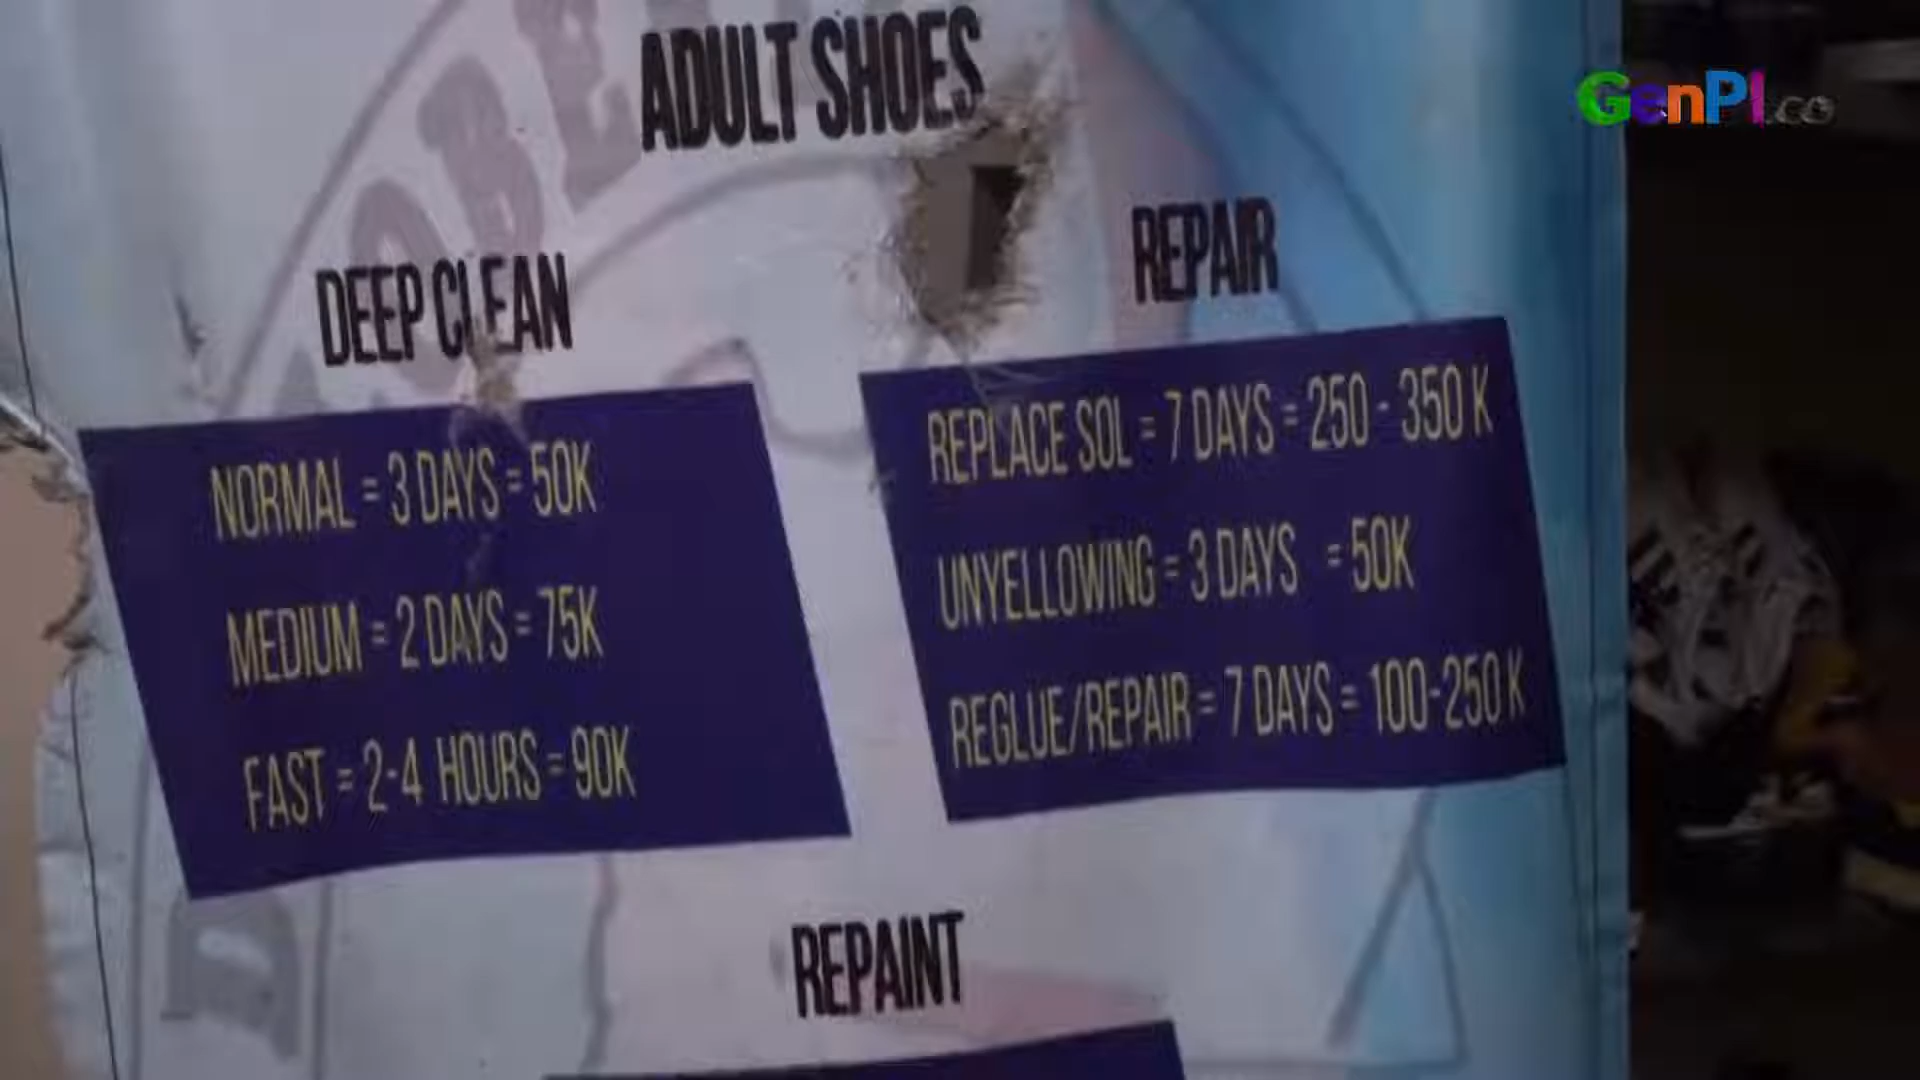 ADULT SHOES
GenPI.co
DEEP CLEAN
NORMAL = 3 DAYS = 50K
MEDIUM = 2 DAYS = 75K
FAST = 2-4 HOURS = 90K
REPAIR
REPLACE SOL = 7 DAYS = 250 - 350 K
UNYELLOWING = 3 DAYS = 50K
REGLUE/REPAIR = 7 DAYS = 100-250 K
REPAINT